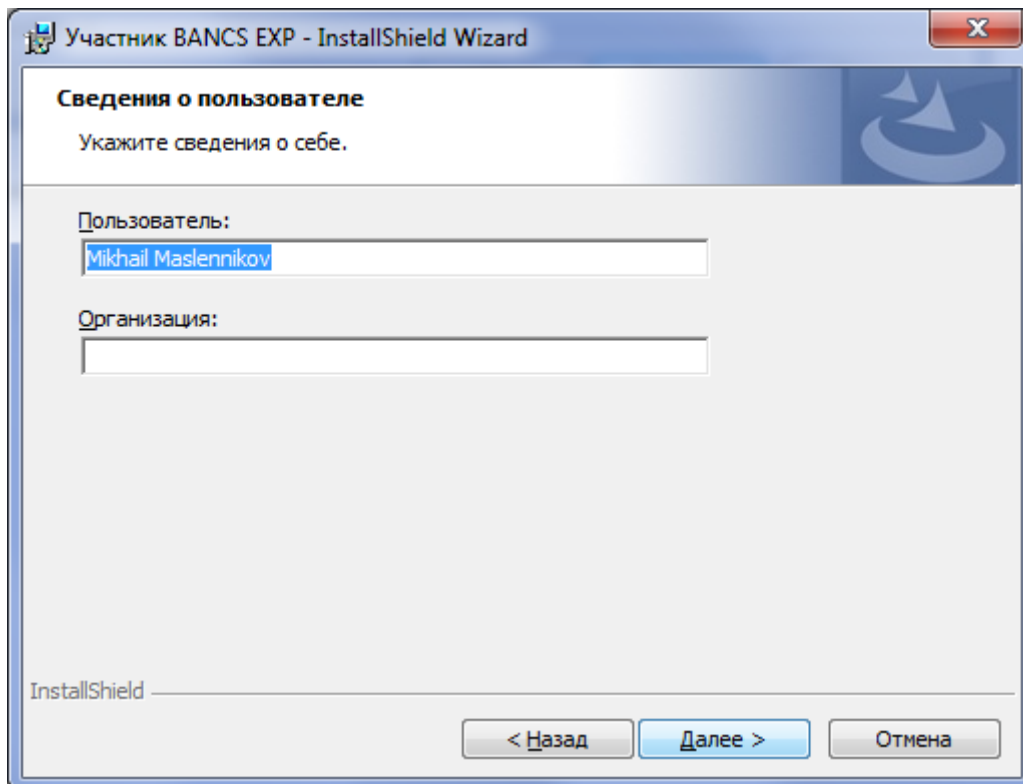 Участник BANCS EXP - InstallShield Wizard
Сведения о пользователе
Укажите сведения о себе.
Пользователь:
Mikhail Maslennikov
Организация:
InstallShield
< Назад
Далее >
Отмена